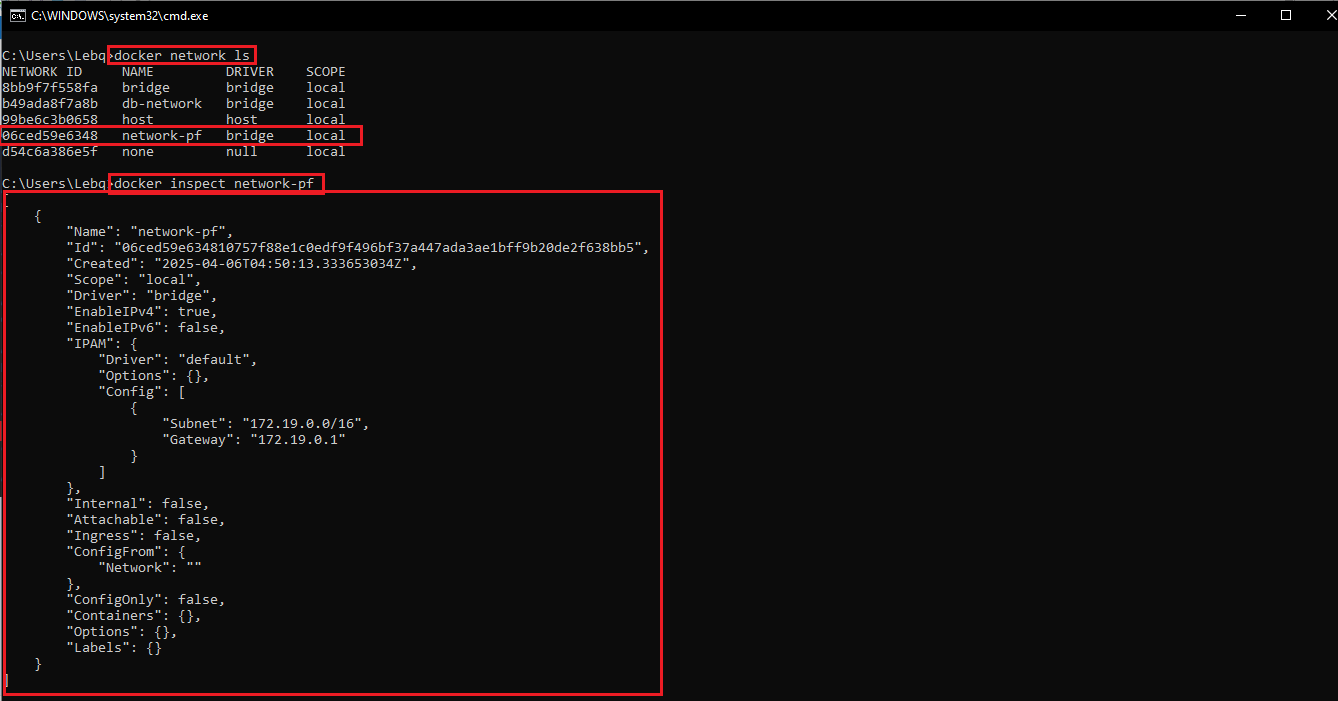 C:\WINDOWS\system32\cmd.exe
C:\Users\Lebq>docker network ls
NETWORK ID     NAME         DRIVER    SCOPE
8bb9f7f558fa   bridge       bridge    local
b49ada8f7a8b   db-network   bridge    local
99be6c3b0658   host         host      local
06ced59e6348   network-pf   bridge    local
d54c6a386e5f   none         null      local
C:\Users\Lebq>docker inspect network-pf
[
    {
        "Name": "network-pf",
        "Id": "06ced59e634810757f88e1c0edf9f496bf37a447ada3ae1bff9b20de2f638bb5",
        "Created": "2025-04-06T04:50:13.333653034Z",
        "Scope": "local",
        "Driver": "bridge",
        "EnableIPv4": true,
        "EnableIPv6": false,
        "IPAM": {
            "Driver": "default",
            "Options": {},
            "Config": [
                {
                    "Subnet": "172.19.0.0/16",
                    "Gateway": "172.19.0.1"
                }
            ]
        },
        "Internal": false,
        "Attachable": false,
        "Ingress": false,
        "ConfigFrom": {
            "Network": ""
        },
        "ConfigOnly": false,
        "Containers": {},
        "Options": {},
        "Labels": {}
    }
]